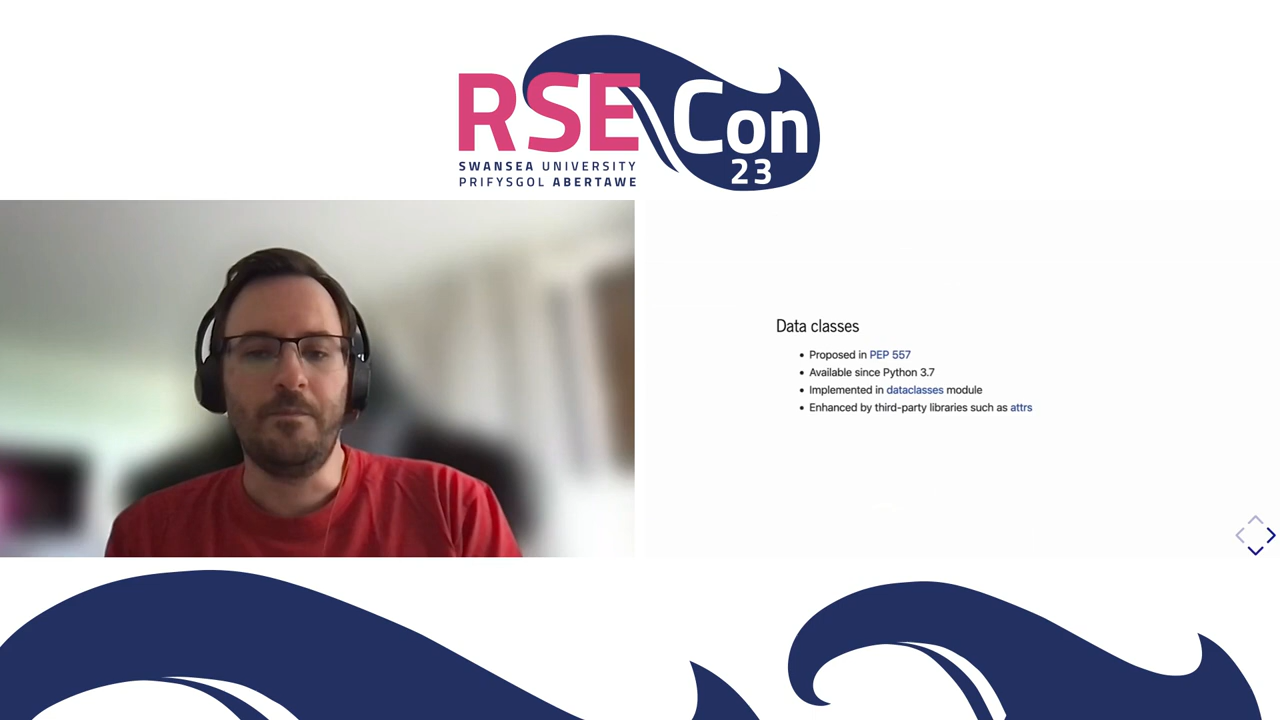 RSE Con
23
SWANSEA UNIVERSITY
PRIFYSGOL ABERTAWE
Data classes
• Proposed in PEP 557
• Available since Python 3.7
• Implemented in dataclasses module
• Enhanced by third-party libraries such as attrs